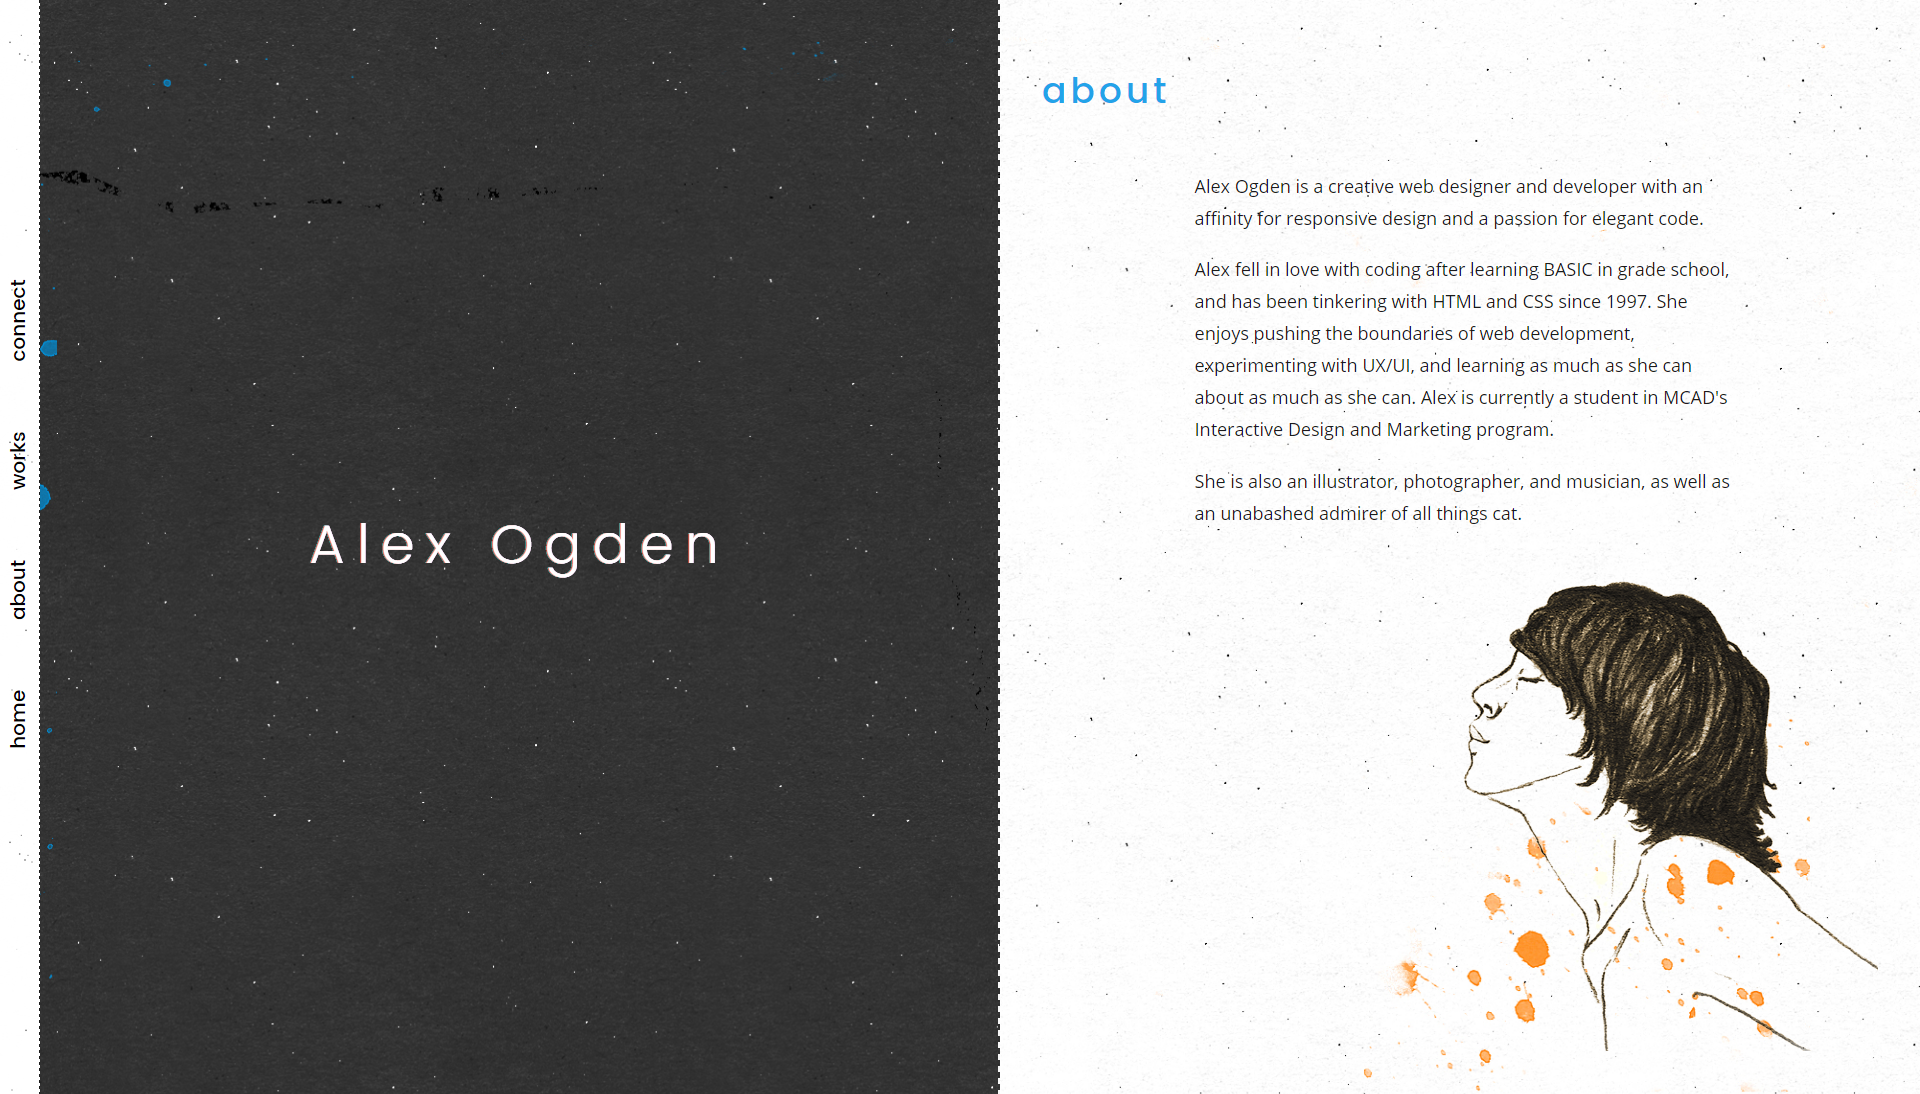 connect
works
about
home
Alex Ogden
about
Alex Ogden is a creative web designer and developer with an
affinity for responsive design and a passion for elegant code.
Alex fell in love with coding after learning BASIC in grade school,
and has been tinkering with HTML and CSS since 1997. She
enjoys pushing the boundaries of web development,
experimenting with UX/UI, and learning as much as she can
about as much as she can. Alex is currently a student in MCAD's
Interactive Design and Marketing program.
She is also an illustrator, photographer, and musician, as well as
an unabashed admirer of all things cat.